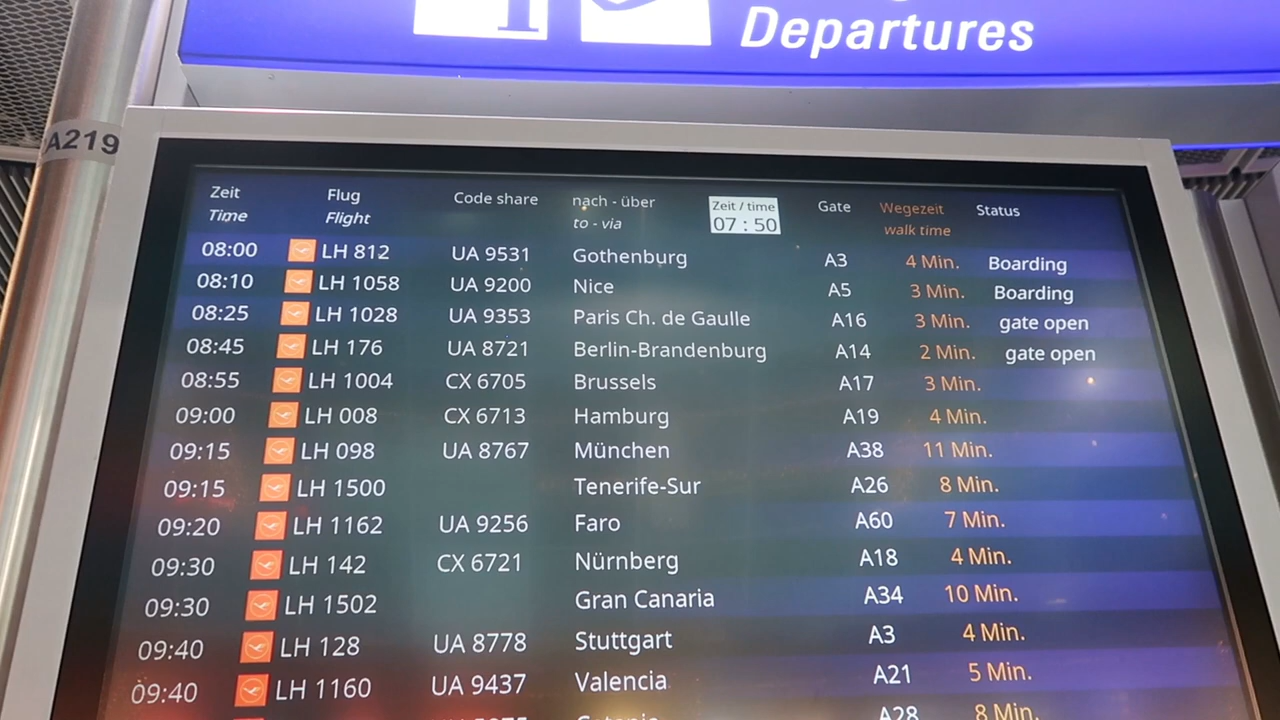 Departures
A219
Zeit Flug Code share nach - über Zeit / time Gate Wegezeit Status
Time Flight to - via 07 : 50 walk time
08:00 LH 812 UA 9531 Gothenburg A3 4 Min. Boarding
08:10 LH 1058 UA 9200 Nice A5 3 Min. Boarding
08:25 LH 1028 UA 9353 Paris Ch. de Gaulle A16 3 Min. gate open
08:45 LH 176 UA 8721 Berlin-Brandenburg A14 2 Min. gate open
08:55 LH 1004 CX 6705 Brussels A17 3 Min.
09:00 LH 008 CX 6713 Hamburg A19 4 Min.
09:15 LH 098 UA 8767 München A38 11 Min.
09:15 LH 1500 Tenerife-Sur A26 8 Min.
09:20 LH 1162 UA 9256 Faro A60 7 Min.
09:30 LH 142 CX 6721 Nürnberg A18 4 Min.
09:30 LH 1502 Gran Canaria A34 10 Min.
09:40 LH 128 UA 8778 Stuttgart A3 4 Min.
09:40 LH 1160 UA 9437 Valencia A21 5 Min.
A28 8 Min.